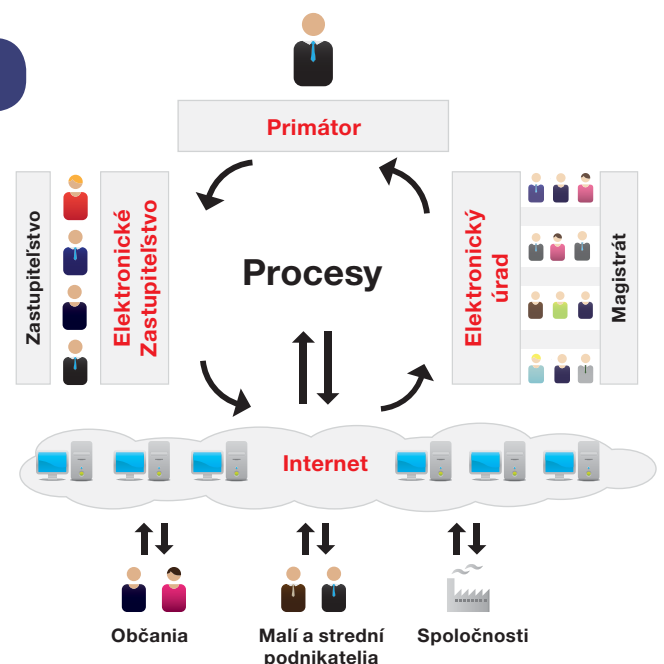 Primátor
Zastupiteľstvo
Elektronické
Zastupiteľstvo
Procesy
Elektronický
úrad
Magistrát
Internet
Občania
Malí a strední
podnikatelia
Spoločnosti